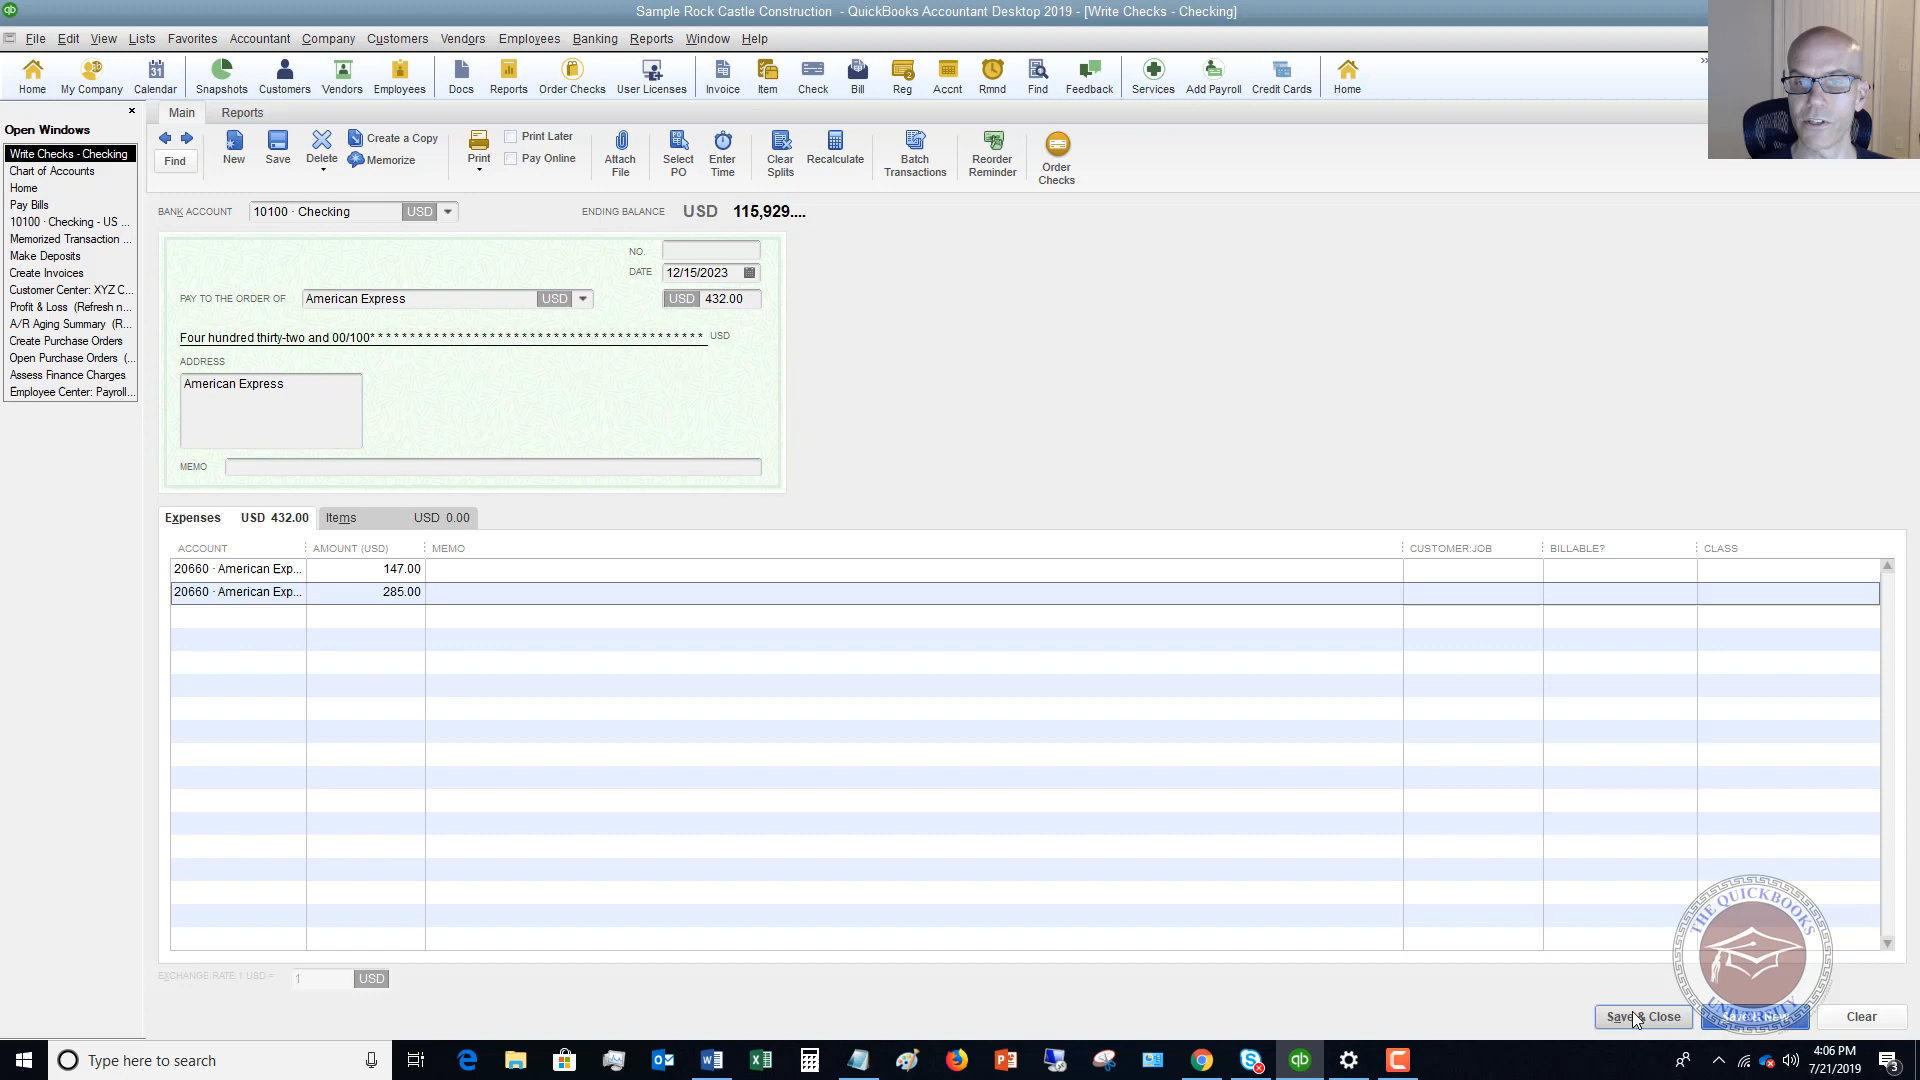 Sample Rock Castle Construction - QuickBooks Accountant Desktop 2019 - [Write Checks - Checking]
File Edit View Lists Favorites Accountant Company Customers Vendors Employees Banking Reports Window Help
Home My Company Calendar Snapshots Customers Vendors Employees Docs Reports Order Checks User Licenses Invoice Item Check Bill Reg Accnt Rmnd Find Feedback Services Add Payroll Credit Cards Home
31
Open Windows
Write Checks - Checking
Chart of Accounts
Home
Pay Bills
10100 · Checking - US ...
Memorized Transaction ...
Make Deposits
Create Invoices
Customer Center: XYZ C...
Profit & Loss (Refresh n...
A/R Aging Summary (R...
Create Purchase Orders
Open Purchase Orders (...
Assess Finance Charges
Employee Center: Payroll...
Main Reports
Find
New
Save
Delete
Create a Copy
Memorize
Print
Print Later
Pay Online
Attach File
Select PO
Enter Time
Clear Splits
Recalculate
Batch Transactions
Reorder Reminder
Order Checks
BANK ACCOUNT 10100 · Checking USD ENDING BALANCE USD 115,929....
NO.
DATE 12/15/2023
PAY TO THE ORDER OF American Express USD USD 432.00
Four hundred thirty-two and 00/100* * * * * * * * * * * * * * * * * * * * * * * * * * * * * * * * * * * * * * * * * * USD
ADDRESS
American Express
MEMO
Expenses USD 432.00 Items USD 0.00
ACCOUNT AMOUNT (USD) MEMO CUSTOMER:JOB BILLABLE? CLASS
20660 · American Exp... 147.00
20660 · American Exp... 285.00
EXCHANGE RATE 1 USD = 1 USD
THE QUICKBOOKS UNIVERSITY
Save & Close Clear
Type here to search
4:06 PM
7/21/2019
3